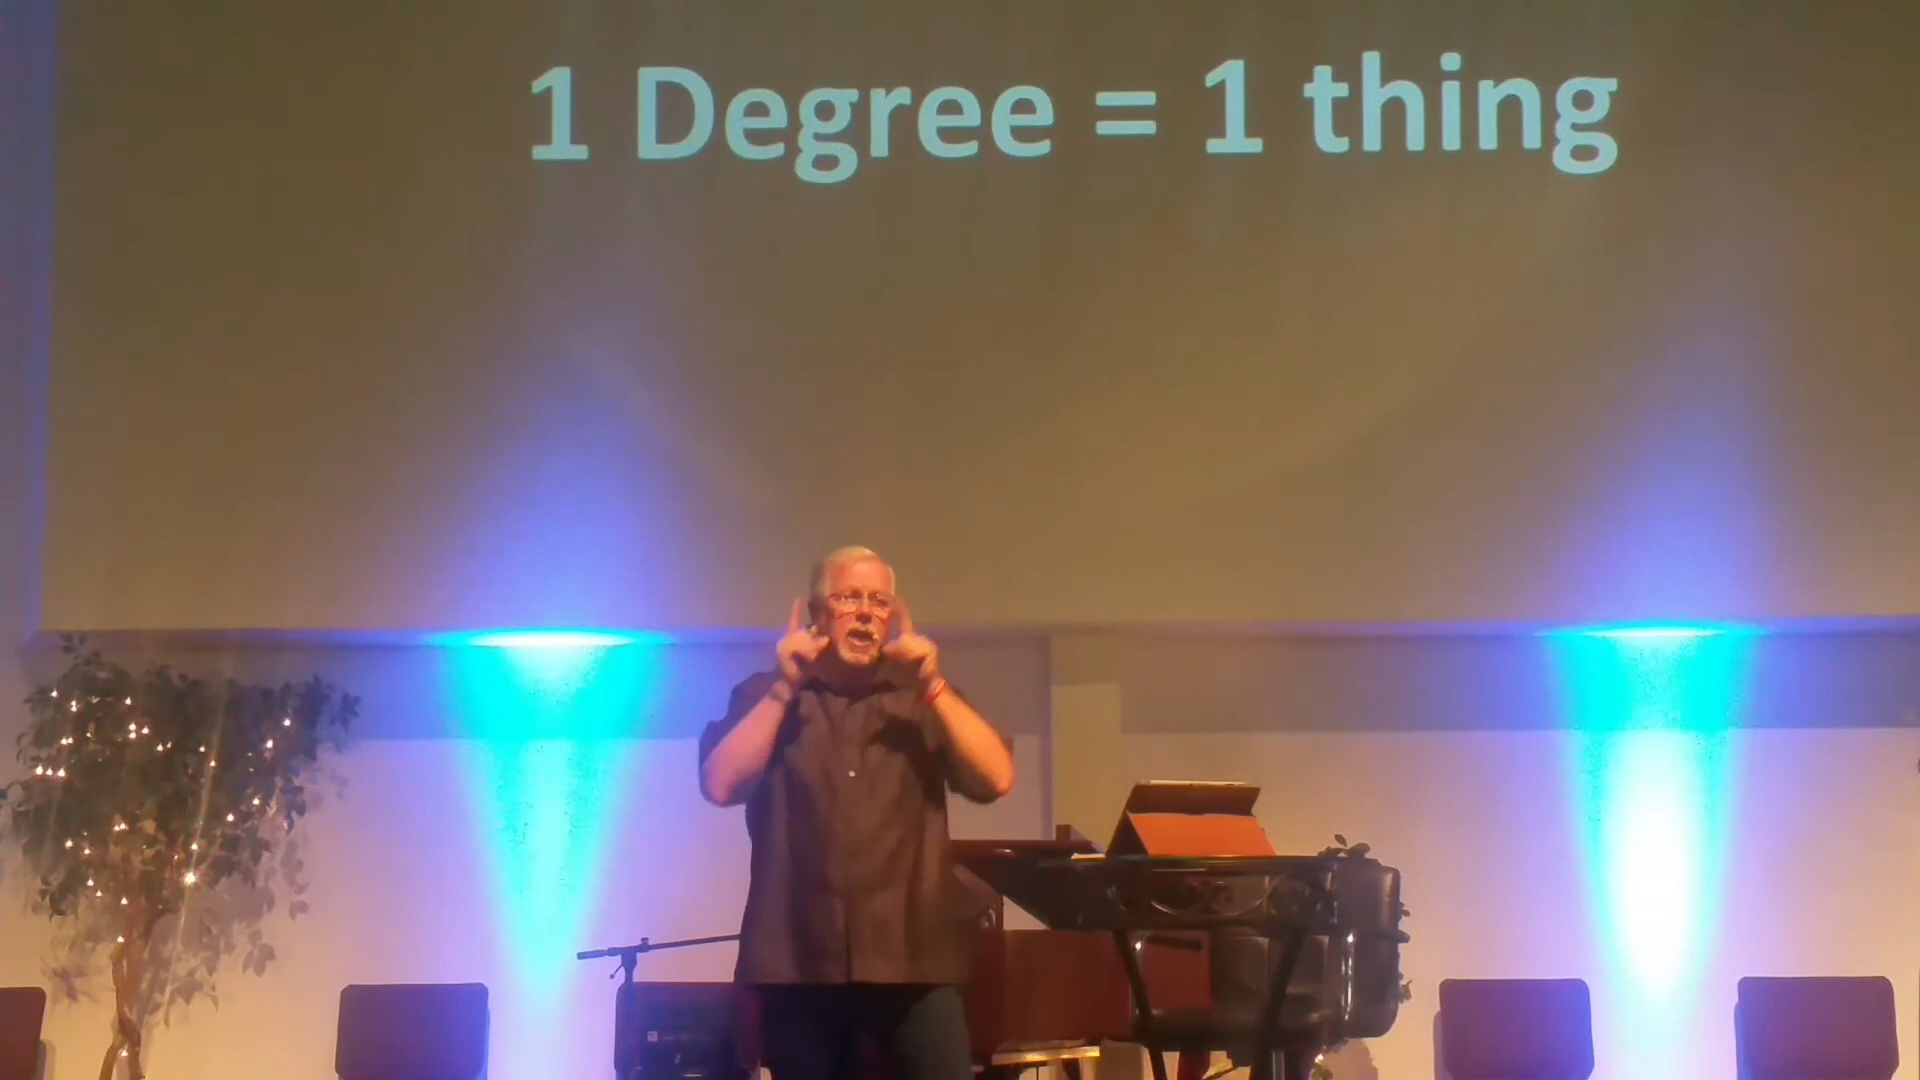 1 Degree = 1 thing